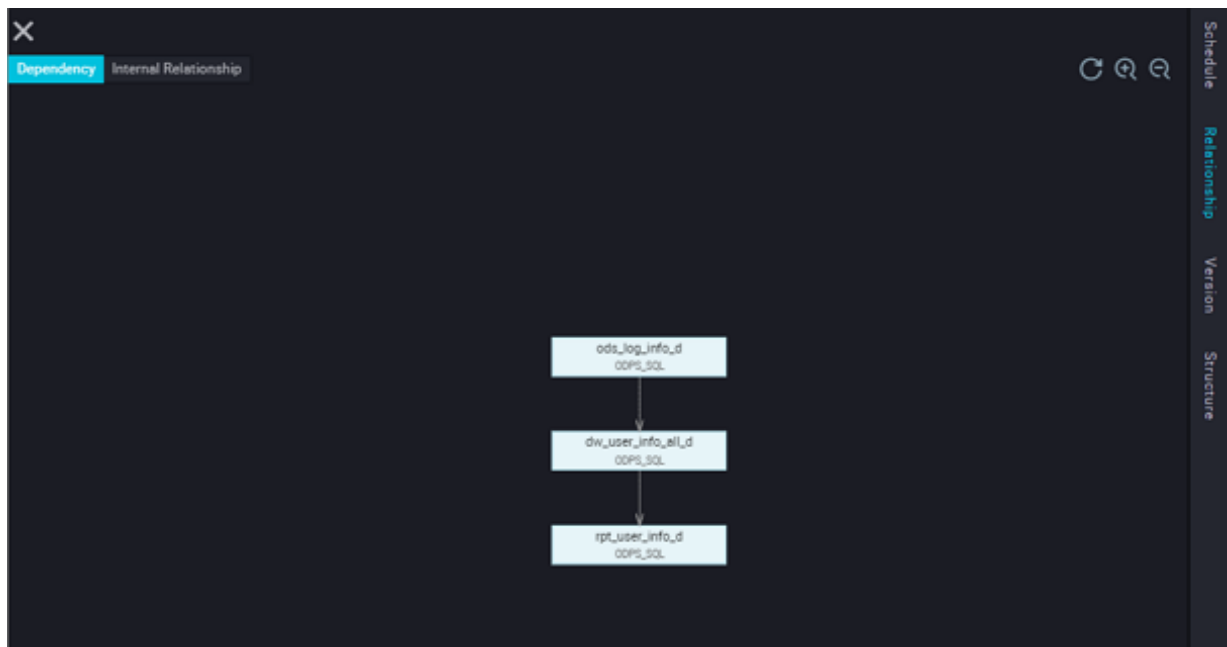 Dependency Internal Relationship
Schedule
Relationship
Version
Structure
ods_log_info_d
ODPS_SQL
dw_user_info_all_d
ODPS_SQL
rpt_user_info_d
ODPS_SQL